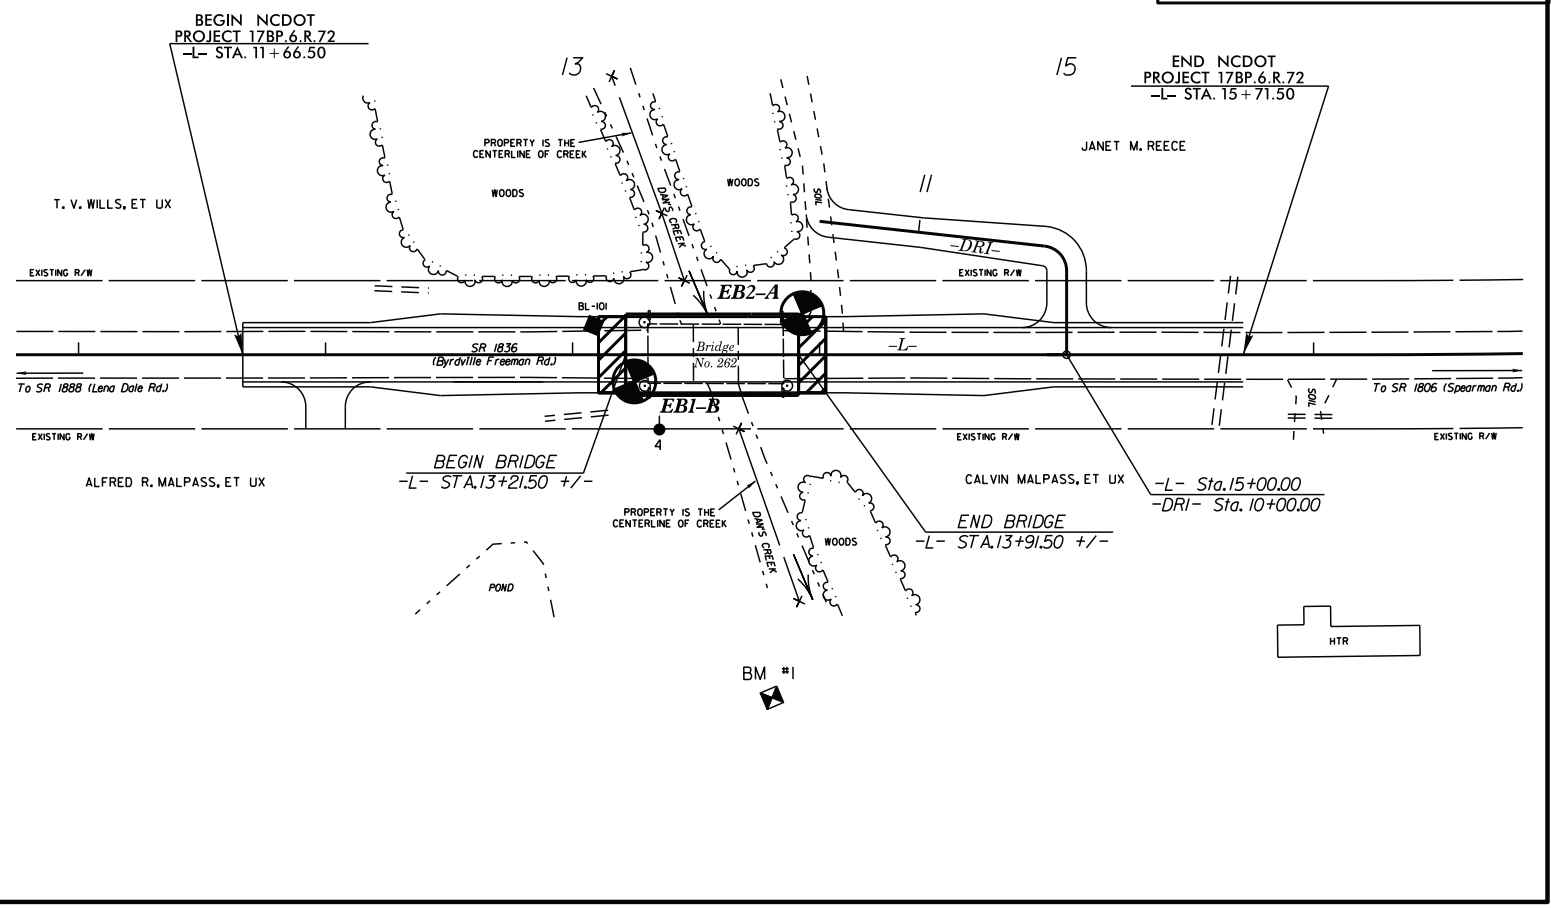 BEGIN NCDOT
PROJECT 17BP.6.R.72
-L- STA. 11+66.50
13
15
END NCDOT
PROJECT 17BP.6.R.72
-L- STA. 15+71.50
PROPERTY IS THE
CENTERLINE OF CREEK
JANET M. REECE
WOODS
WOODS
11
SOIL
T. V. WILLS, ET UX
DAN'S CREEK
-DR1-
EXISTING R/W
EXISTING R/W
EB2-A
BL-101
SR 1836
(Byrdville Freeman Rd.)
Bridge
No. 262
-L-
To SR 1888 (Lena Dale Rd.)
To SR 1806 (Spearman Rd.)
SOIL
EB1-B
EXISTING R/W
4
EXISTING R/W
EXISTING R/W
BEGIN BRIDGE
-L- STA.13+21.50 +/-
ALFRED R. MALPASS, ET UX
CALVIN MALPASS, ET UX
-L- Sta.15+00.00
-DR1- Sta. 10+00.00
PROPERTY IS THE
CENTERLINE OF CREEK
DAN'S CREEK
END BRIDGE
-L- STA.13+91.50 +/-
WOODS
POND
HTR
BM #1